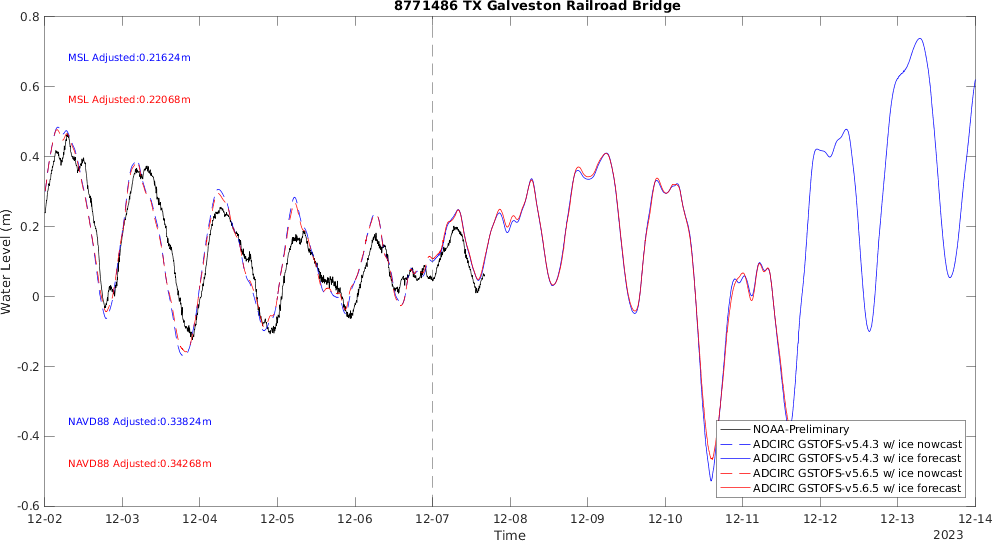 8771486 TX Galveston Railroad Bridge
0.8
0.6
0.4
0.2
0
-0.2
-0.4
-0.6
Water Level (m)
MSL Adjusted:0.21624m
MSL Adjusted:0.22068m
NAVD88 Adjusted:0.33824m
NAVD88 Adjusted:0.34268m
NOAA-Preliminary
ADCIRC GSTOFS-v5.4.3 w/ ice nowcast
ADCIRC GSTOFS-v5.4.3 w/ ice forecast
ADCIRC GSTOFS-v5.6.5 w/ ice nowcast
ADCIRC GSTOFS-v5.6.5 w/ ice forecast
12-02 12-03 12-04 12-05 12-06 12-07 12-08 12-09 12-10 12-11 12-12 12-13 12-14
Time
2023